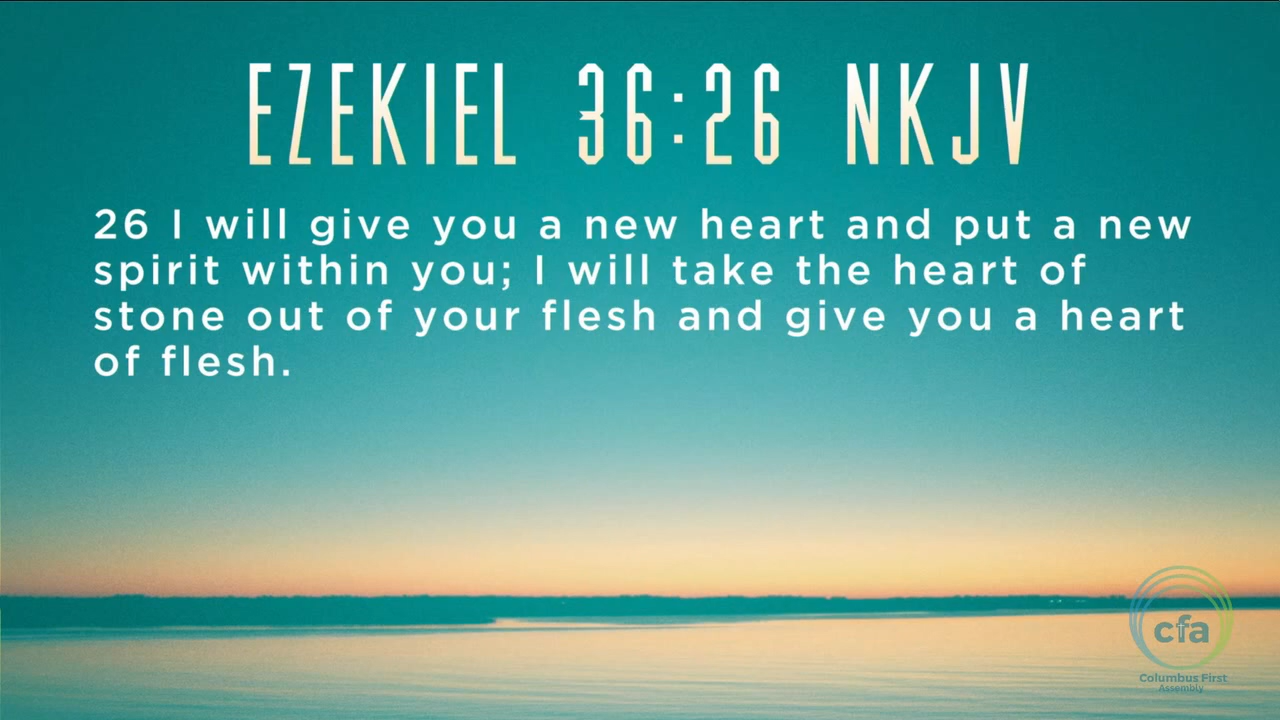 EZEKIEL 36:26 NKJV
26 I will give you a new heart and put a new
spirit within you; I will take the heart of
stone out of your flesh and give you a heart
of flesh.
cfa
Columbus First
Assembly